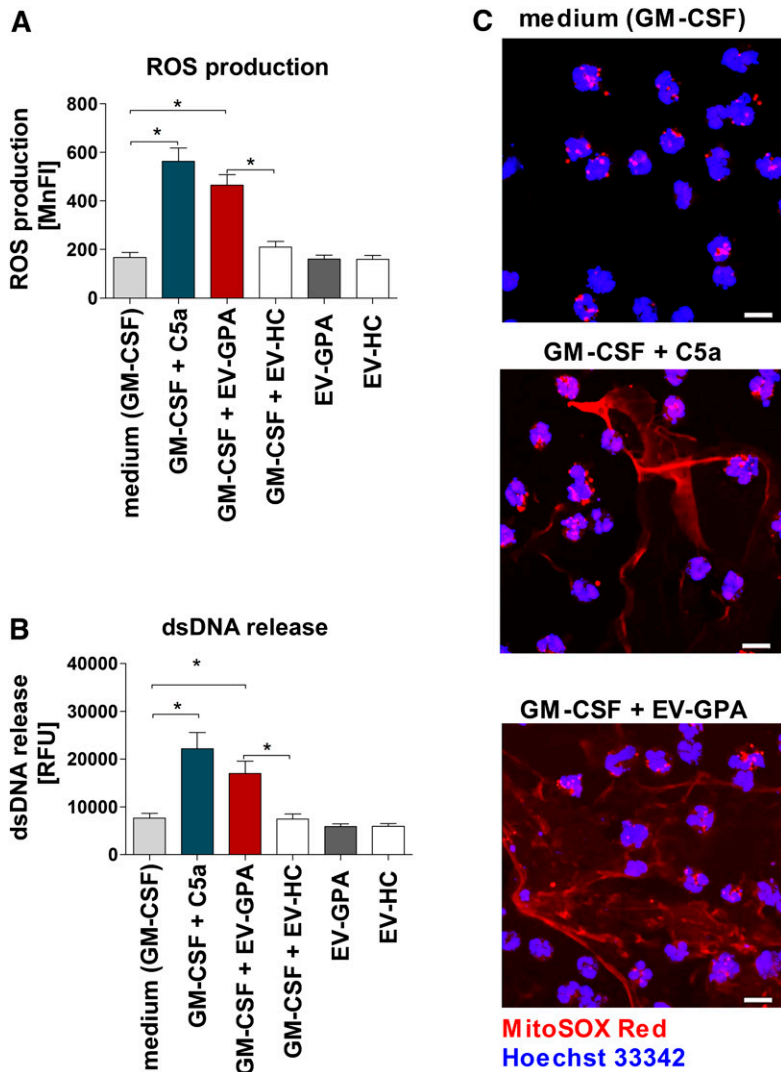 A
ROS production
ROS production
[MnFI]
800
600
400
200
0
*
*
*
medium (GM-CSF)
GM-CSF + C5a
GM-CSF + EV-GPA
GM-CSF + EV-HC
EV-GPA
EV-HC
B
dsDNA release
dsDNA release
[RFU]
40000
30000
20000
10000
0
*
*
*
medium (GM-CSF)
GM-CSF + C5a
GM-CSF + EV-GPA
GM-CSF + EV-HC
EV-GPA
EV-HC
C
medium (GM-CSF)
GM-CSF + C5a
GM-CSF + EV-GPA
MitoSOX Red
Hoechst 33342